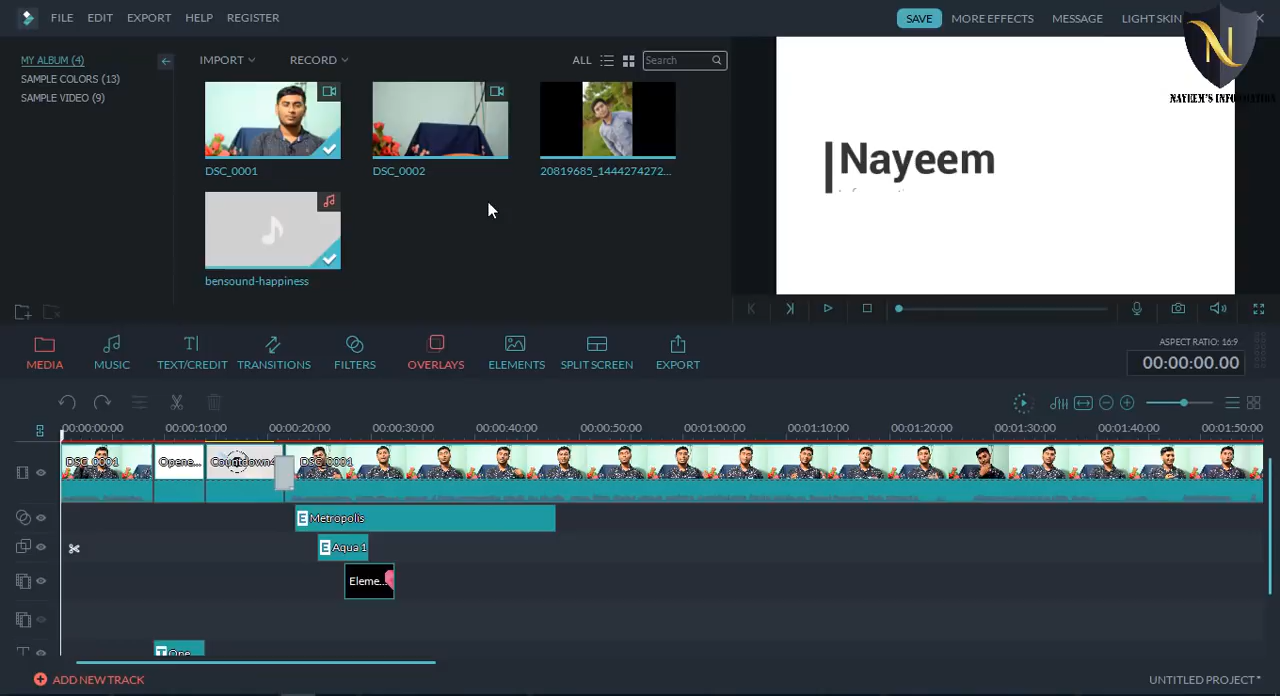 FILE EDIT EXPORT HELP REGISTER
SAVE MORE EFFECTS MESSAGE LIGHT SKIN
N
NAYEEM'S INFORMATION
MY ALBUM (4)
SAMPLE COLORS (13)
SAMPLE VIDEO (9)
IMPORT RECORD ALL Search
DSC_0001 DSC_0002 20819685_1444274272...
bensound-happiness
Nayeem
MEDIA MUSIC TEXT/CREDIT TRANSITIONS FILTERS OVERLAYS ELEMENTS SPLIT SCREEN EXPORT
ASPECT RATIO: 16:9
00:00:00.00
00:00:00:00 00:00:10:00 00:00:20:00 00:00:30:00 00:00:40:00 00:00:50:00 00:01:00:00 00:01:10:00 00:01:20:00 00:01:30:00 00:01:40:00 00:01:50:00
DSC_0001 Opene... Countdown4 DSC_0001
E Metropolis
E Aqua 1
Eleme...
T Ope...
ADD NEW TRACK
UNTITLED PROJECT *